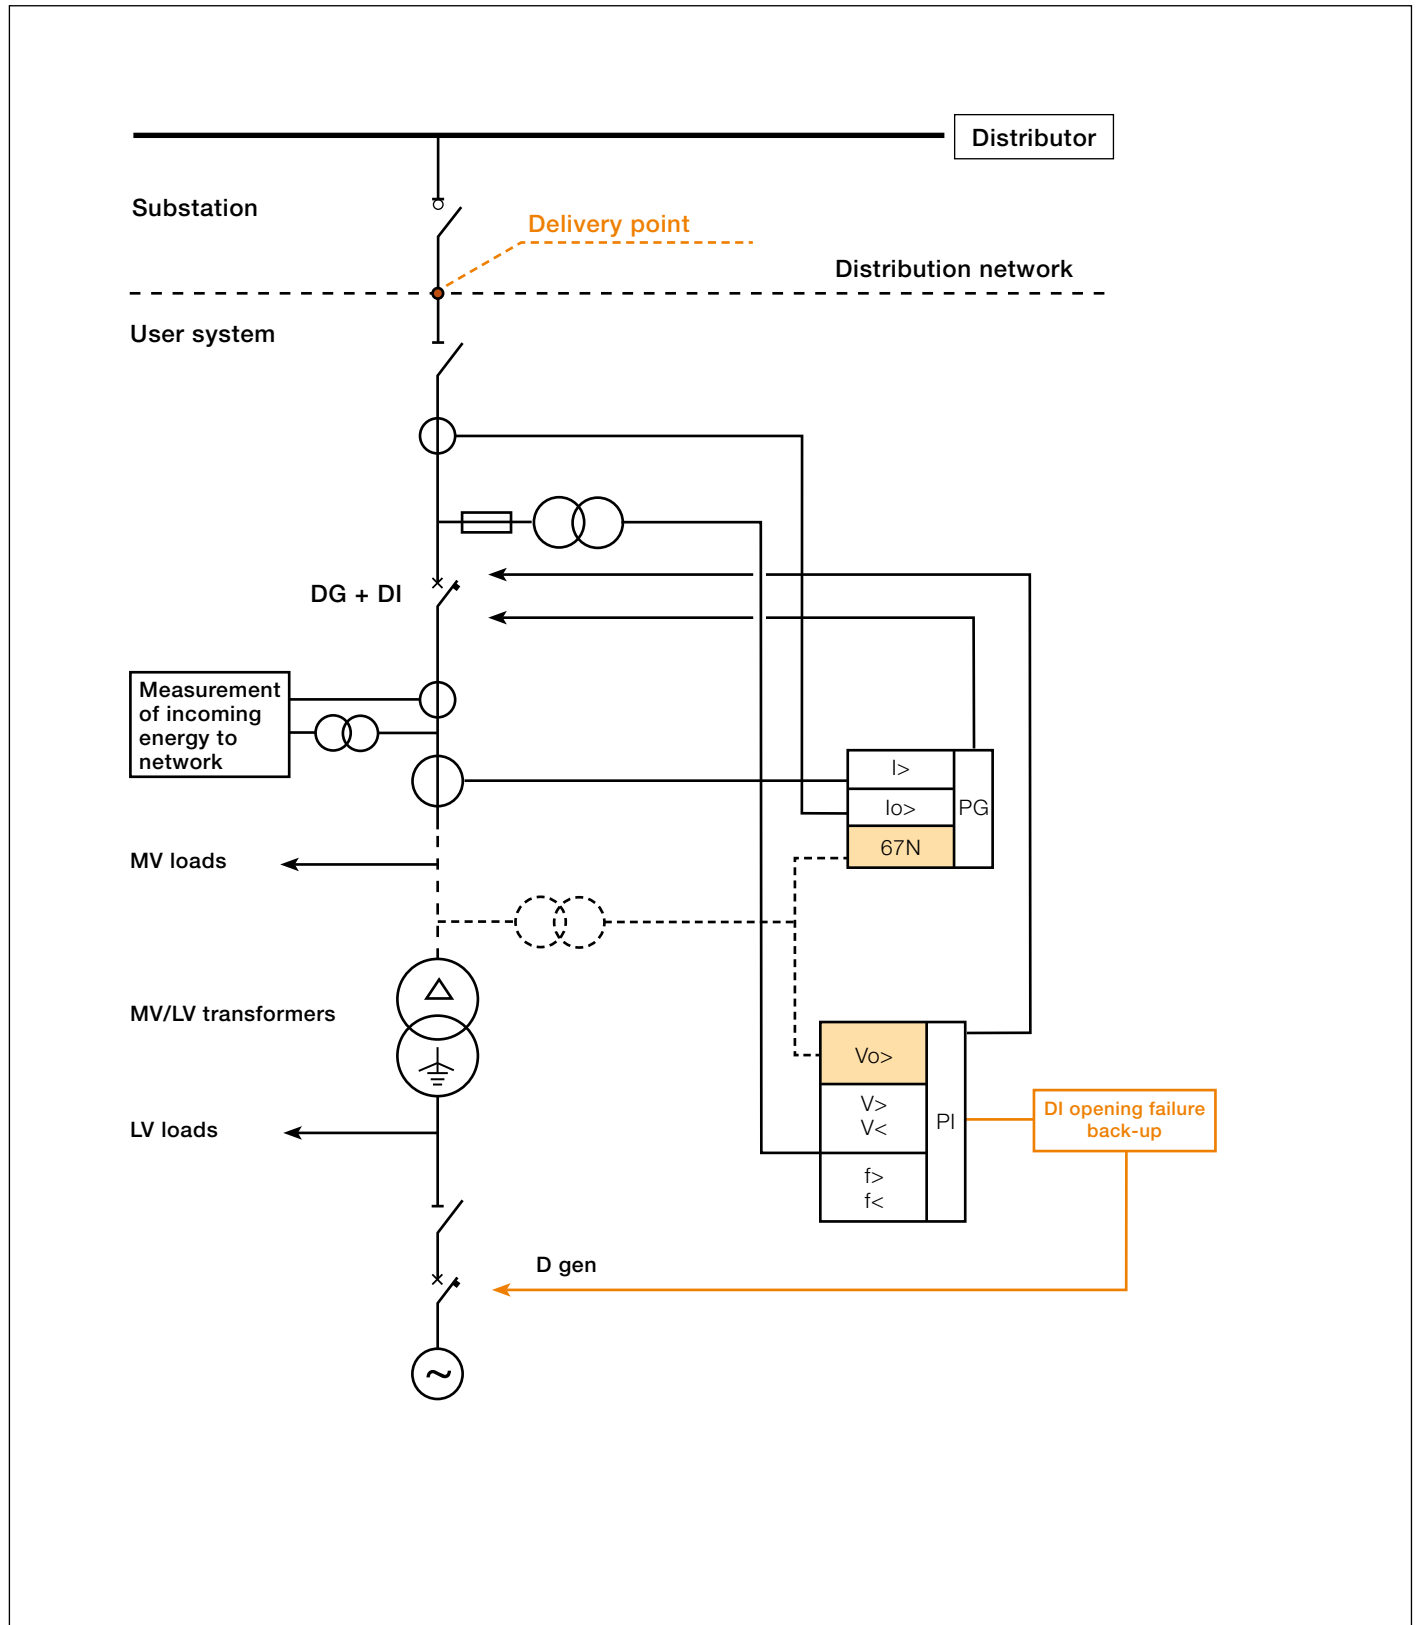 Distributor
Substation
Delivery point
Distribution network
User system
DG + DI
Measurement
of incoming
energy to
network
I>
Io>
PG
67N
MV loads
MV/LV transformers
Vo>
V>
V<
PI
DI opening failure
back-up
LV loads
f>
f<
D gen
~